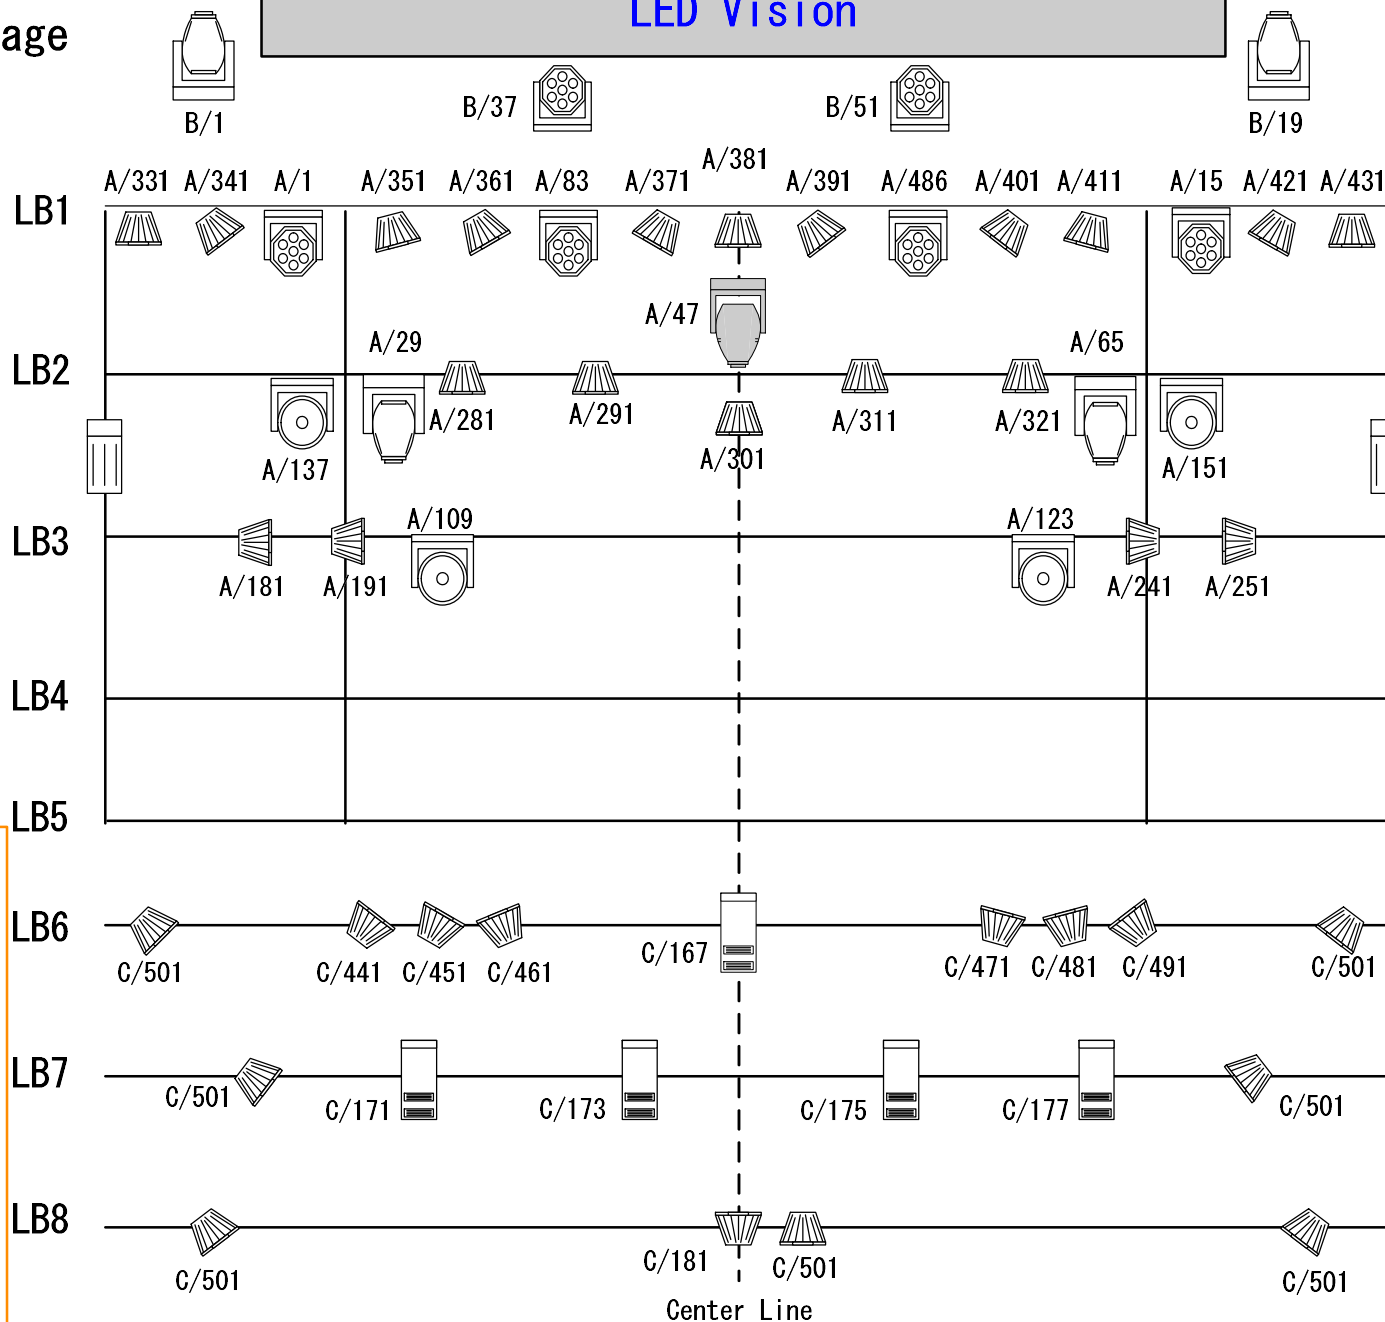 LED Vision
age
B/1
B/37
B/51
B/19
A/381
A/331 A/341 A/1 A/351 A/361 A/83 A/371 A/391 A/486 A/401 A/411 A/15 A/421 A/431
LB1
A/47
A/29
A/65
LB2
A/281
A/291
A/301
A/311
A/321
A/137
A/151
A/109
A/123
LB3
A/181
A/191
A/241
A/251
LB4
LB5
LB6
C/167
C/501
C/441
C/451
C/461
C/471
C/481
C/491
C/501
LB7
C/501
C/171
C/173
C/175
C/177
C/501
LB8
C/181
C/501
C/501
C/501
Center Line